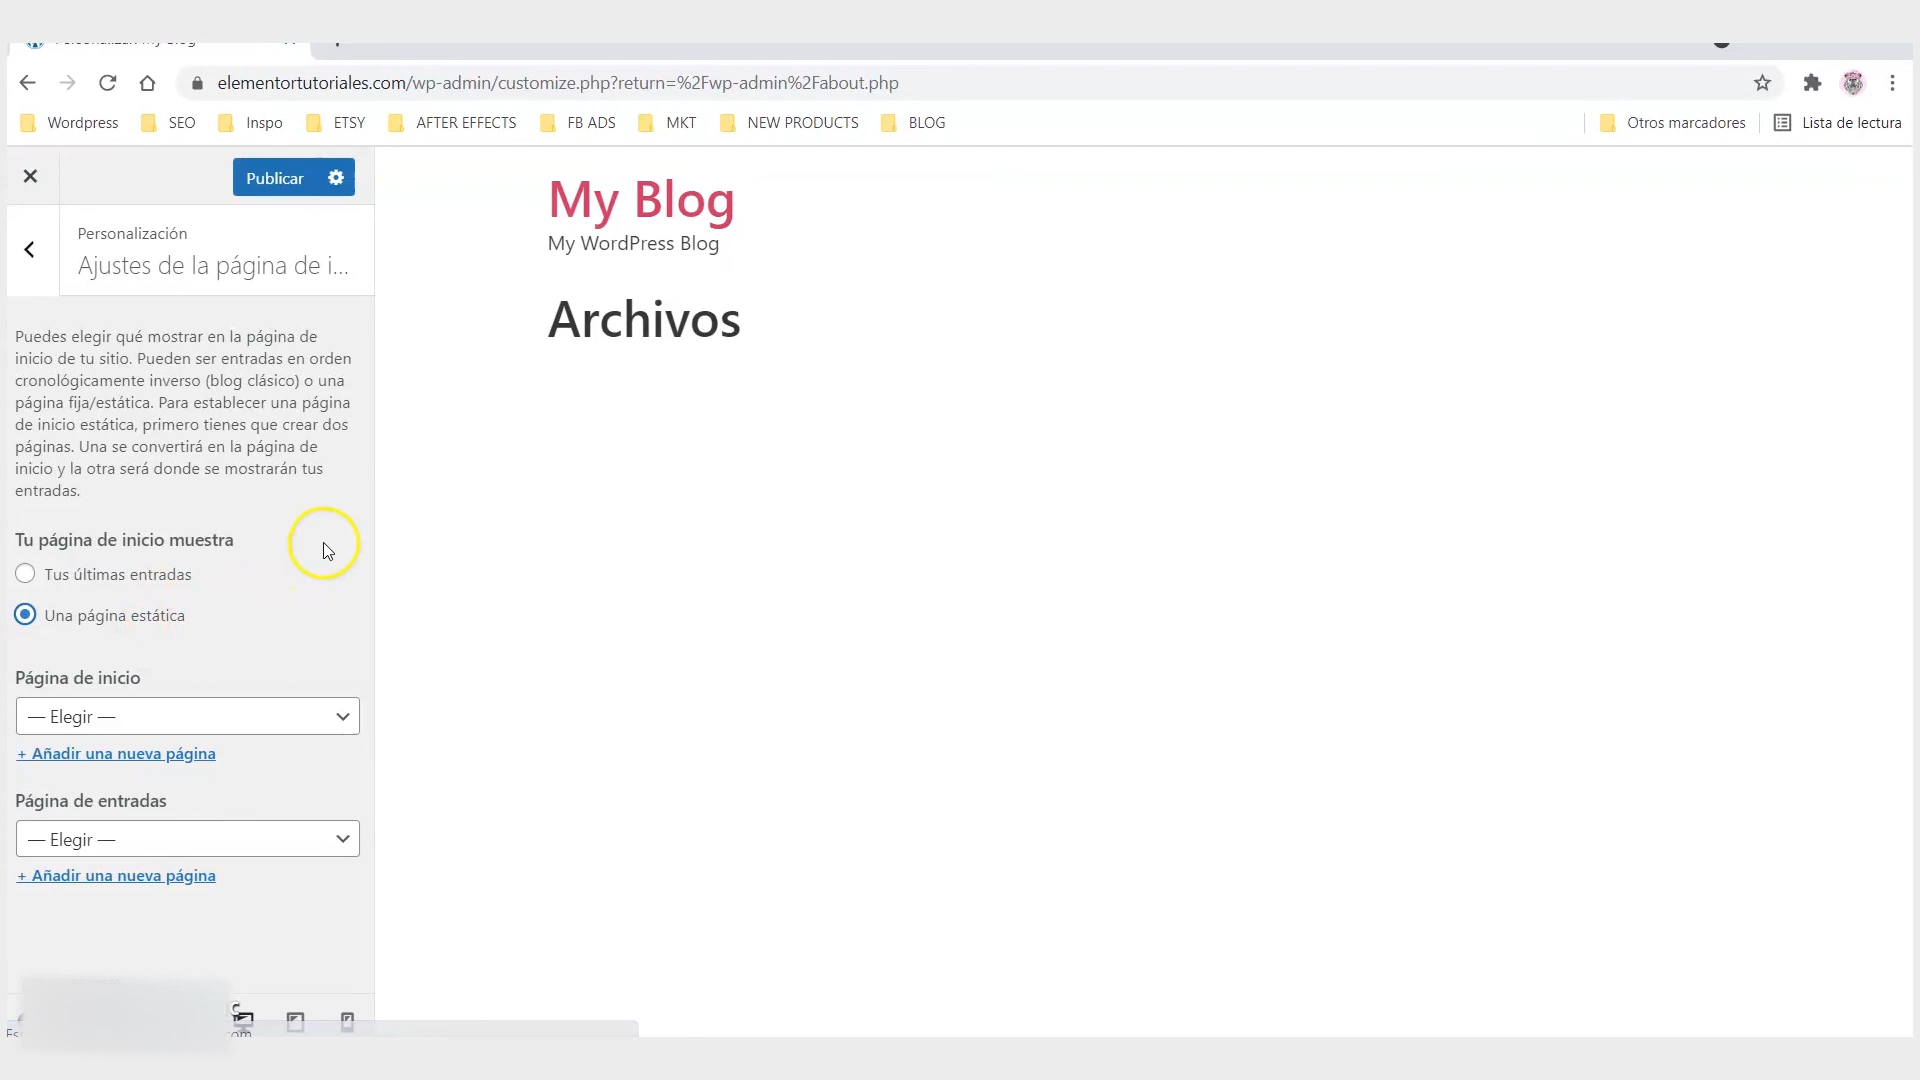 elementortutoriales.com/wp-admin/customize.php?return=%2Fwp-admin%2Fabout.php
Wordpress SEO Inspo ETSY AFTER EFFECTS FB ADS MKT NEW PRODUCTS BLOG Otros marcadores Lista de lectura
Publicar
Personalización
Ajustes de la página de i...
Puedes elegir qué mostrar en la página de
inicio de tu sitio. Pueden ser entradas en orden
cronológicamente inverso (blog clásico) o una
página fija/estática. Para establecer una página
de inicio estática, primero tienes que crear dos
páginas. Una se convertirá en la página de
inicio y la otra será donde se mostrarán tus
entradas.
Tu página de inicio muestra
Tus últimas entradas
Una página estática
Página de inicio
— Elegir —
+ Añadir una nueva página
Página de entradas
— Elegir —
+ Añadir una nueva página
My Blog
My WordPress Blog
Archivos